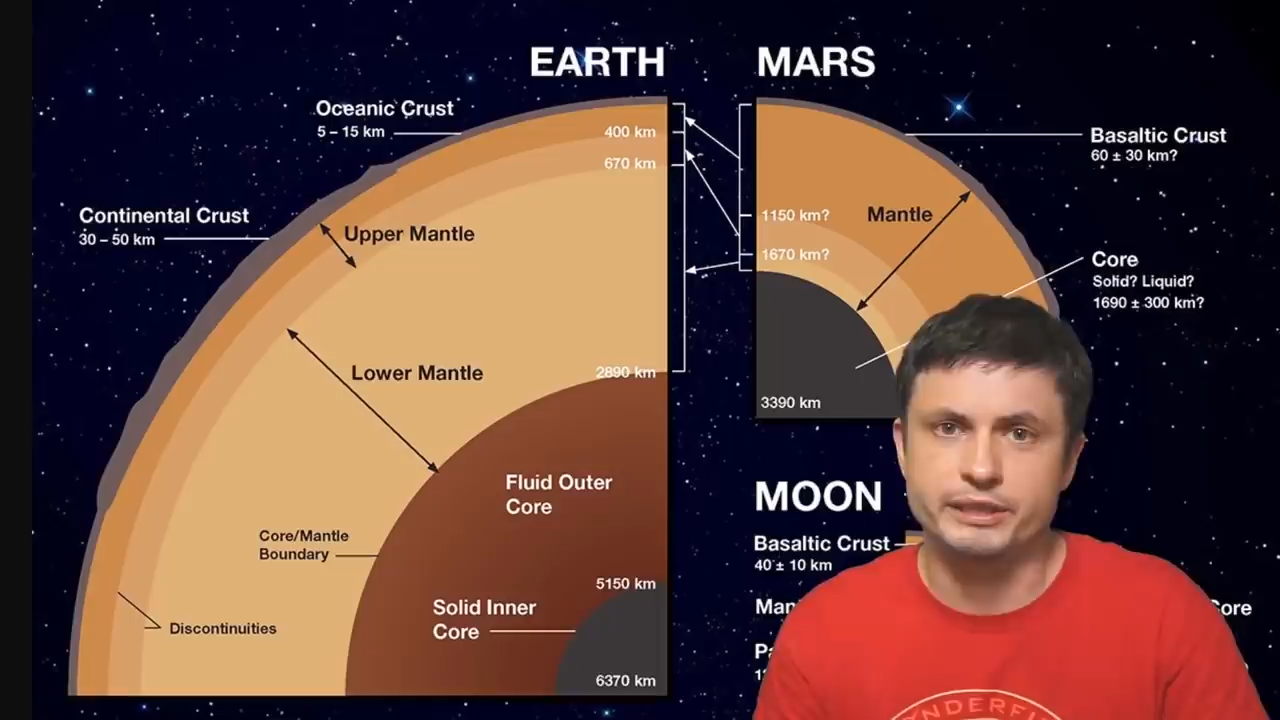 EARTH
Oceanic Crust
5 – 15 km
400 km
670 km
Continental Crust
30 – 50 km
Upper Mantle
Lower Mantle
2890 km
Fluid Outer
Core
Core/Mantle
Boundary
5150 km
Solid Inner
Core
Discontinuities
6370 km
MARS
Basaltic Crust
60 ± 30 km?
1150 km?
Mantle
1670 km?
Core
Solid? Liquid?
1690 ± 300 km?
3390 km
MOON
Basaltic Crust
40 ± 10 km